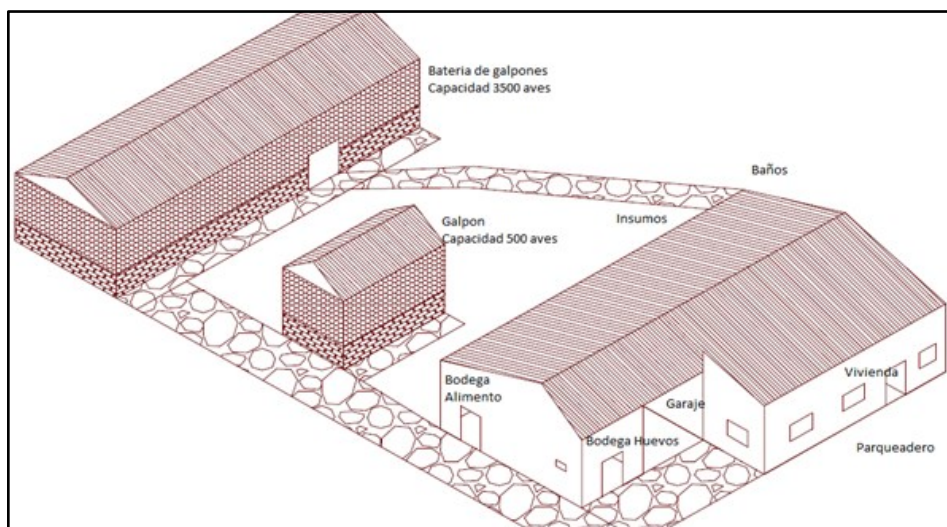 Bateria de galpones
Capacidad 3500 aves
Baños
Insumos
Galpon
Capacidad 500 aves
Bodega
Alimento
Vivienda
Garaje
Bodega Huevos
Parqueadero